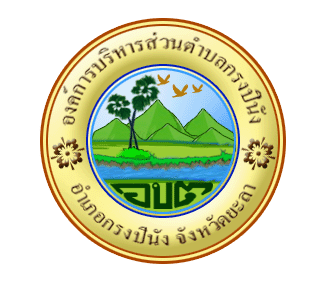 องค์การบริหารส่วนตำบลกรงปินัง
อบต
อำเภอกรงปินัง จังหวัดยะลา